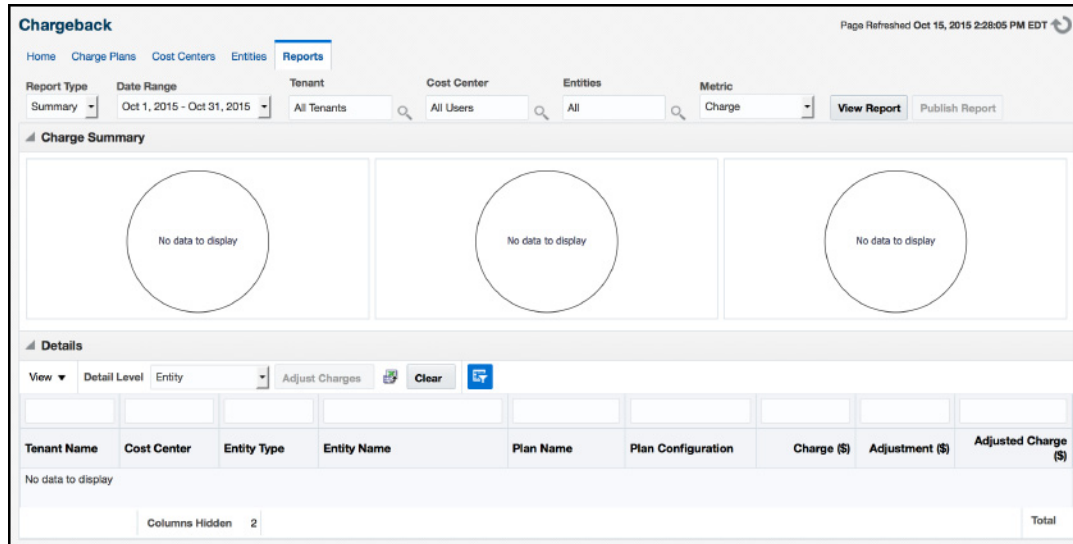 Chargeback
Page Refreshed Oct 15, 2015 2:28:05 PM EDT
Home Charge Plans Cost Centers Entities Reports
Report Type Date Range Tenant Cost Center Entities Metric
Summary Oct 1, 2015 - Oct 31, 2015 All Tenants All Users All Charge View Report Publish Report
Charge Summary
No data to display No data to display No data to display
Details
View Detail Level Entity Adjust Charges Clear
Tenant Name Cost Center Entity Type Entity Name Plan Name Plan Configuration Charge ($) Adjustment ($) Adjusted Charge
($)
No data to display
Columns Hidden 2 Total